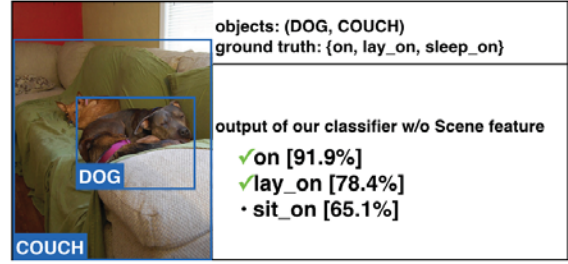 objects: (DOG, COUCH)
ground truth: {on, lay_on, sleep_on}
output of our classifier w/o Scene feature
✓on [91.9%]
✓lay_on [78.4%]
· sit_on [65.1%]
DOG
COUCH